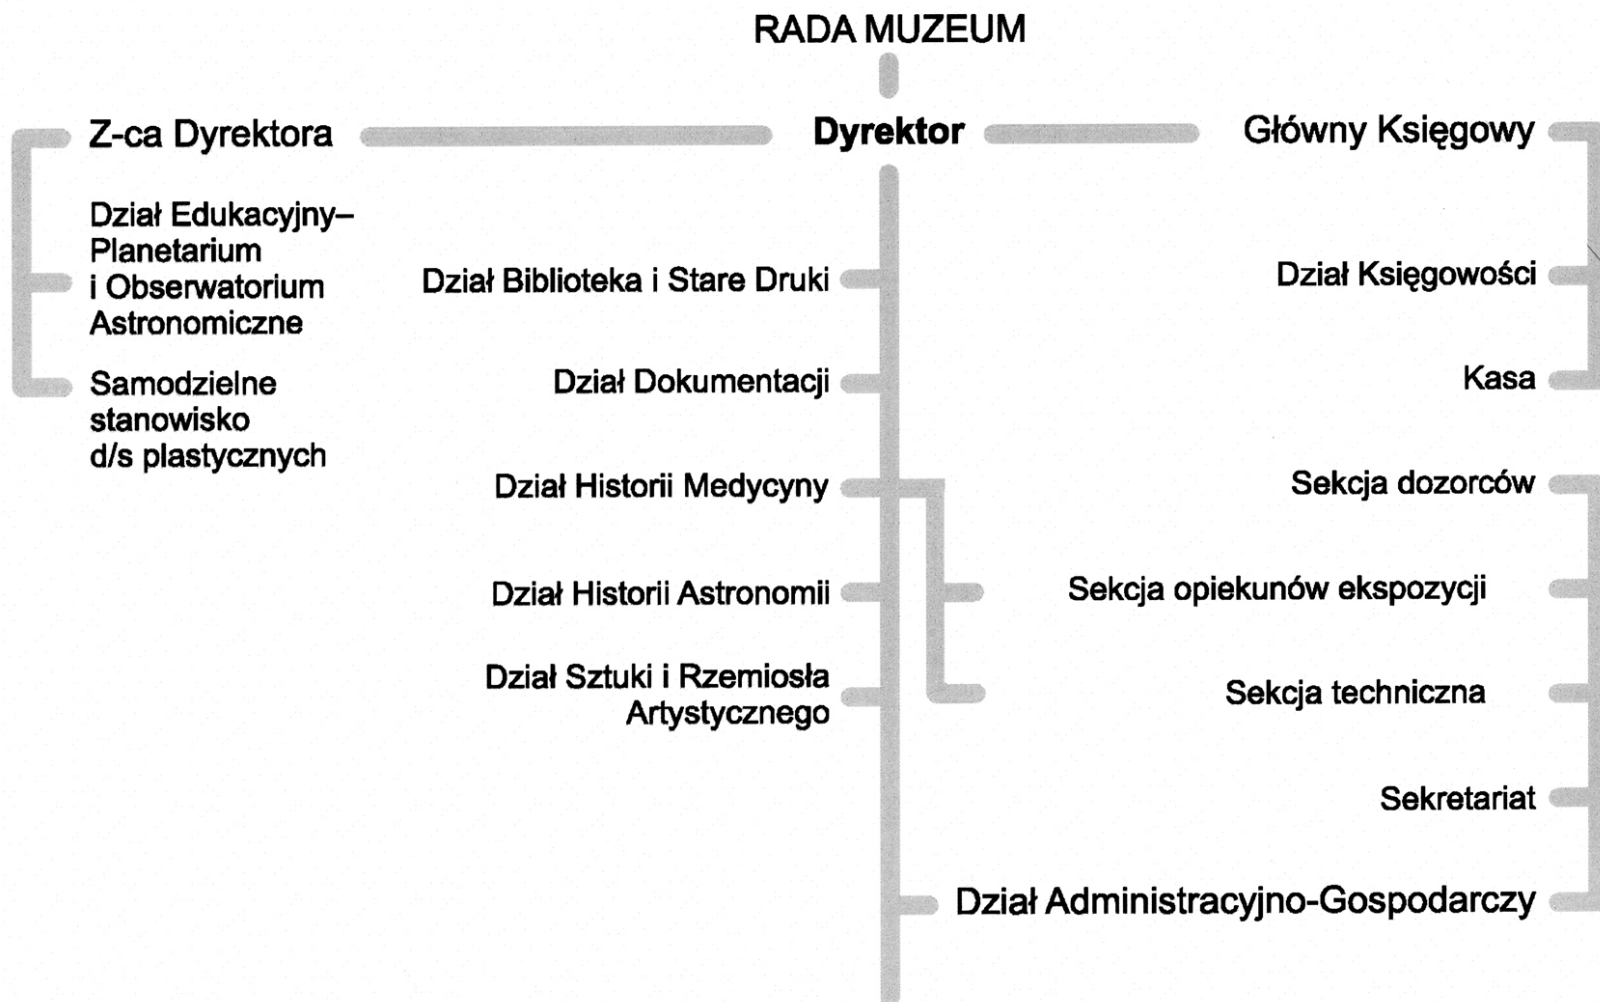 RADA MUZEUM
Z-ca Dyrektora
Dyrektor
Główny Księgowy
Dział Edukacyjny–
Planetarium
i Obserwatorium
Astronomiczne
Samodzielne
stanowisko
d/s plastycznych
Dział Biblioteka i Stare Druki
Dział Dokumentacji
Dział Historii Medycyny
Dział Historii Astronomii
Dział Sztuki i Rzemiosła
Artystycznego
Dział Księgowości
Kasa
Sekcja dozorców
Sekcja opiekunów ekspozycji
Sekcja techniczna
Sekretariat
Dział Administracyjno-Gospodarczy